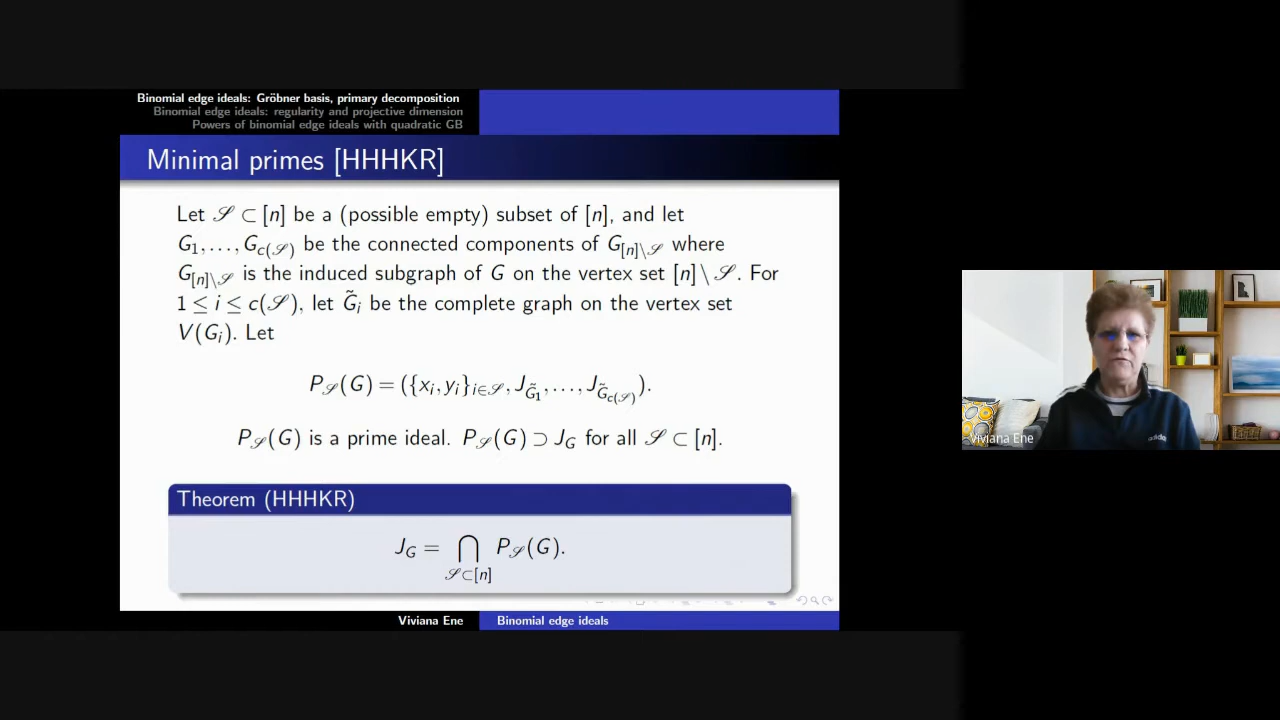 Binomial edge ideals: Gröbner basis, primary decomposition
Binomial edge ideals: regularity and projective dimension
Powers of binomial edge ideals with quadratic GB
Minimal primes [HHHKR]
Let 𝒮 ⊂ [n] be a (possible empty) subset of [n], and let
G₁, …, G_{c(𝒮)} be the connected components of G_{[n]\𝒮} where
G_{[n]\𝒮} is the induced subgraph of G on the vertex set [n] \ 𝒮. For
1 ≤ i ≤ c(𝒮), let G̃ᵢ be the complete graph on the vertex set
V(Gᵢ). Let
P_𝒮(G) = ({xᵢ, yᵢ}_{i∈𝒮}, J_{G̃₁}, …, J_{G̃_{c(𝒮)}}).
P_𝒮(G) is a prime ideal. P_𝒮(G) ⊃ J_G for all 𝒮 ⊂ [n].
Theorem (HHHKR)
J_G = ⋂_{𝒮⊂[n]} P_𝒮(G).
Viviana Ene
Binomial edge ideals
Viviana Ene
adidas